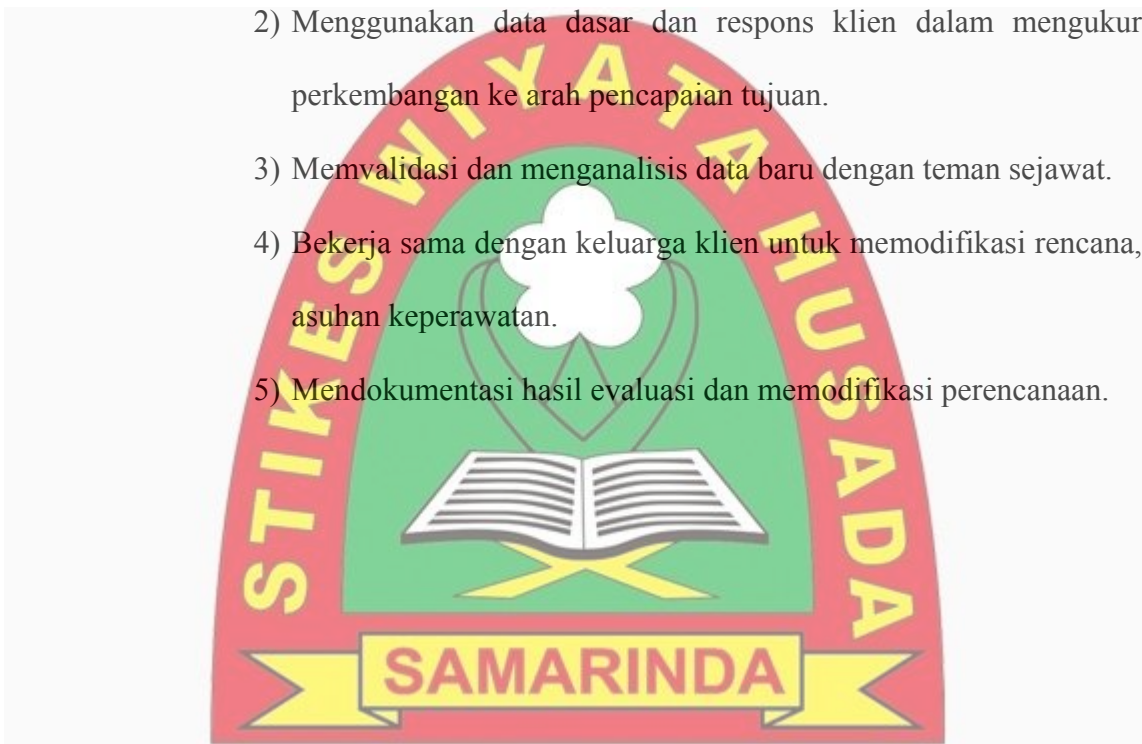 2) Menggunakan data dasar dan respons klien dalam mengukur
perkembangan ke arah pencapaian tujuan.
3) Memvalidasi dan menganalisis data baru dengan teman sejawat.
4) Bekerja sama dengan keluarga klien untuk memodifikasi rencana,
asuhan keperawatan.
5) Mendokumentasi hasil evaluasi dan memodifikasi perencanaan.
STIKES WIYATA HUSADA
SAMARINDA